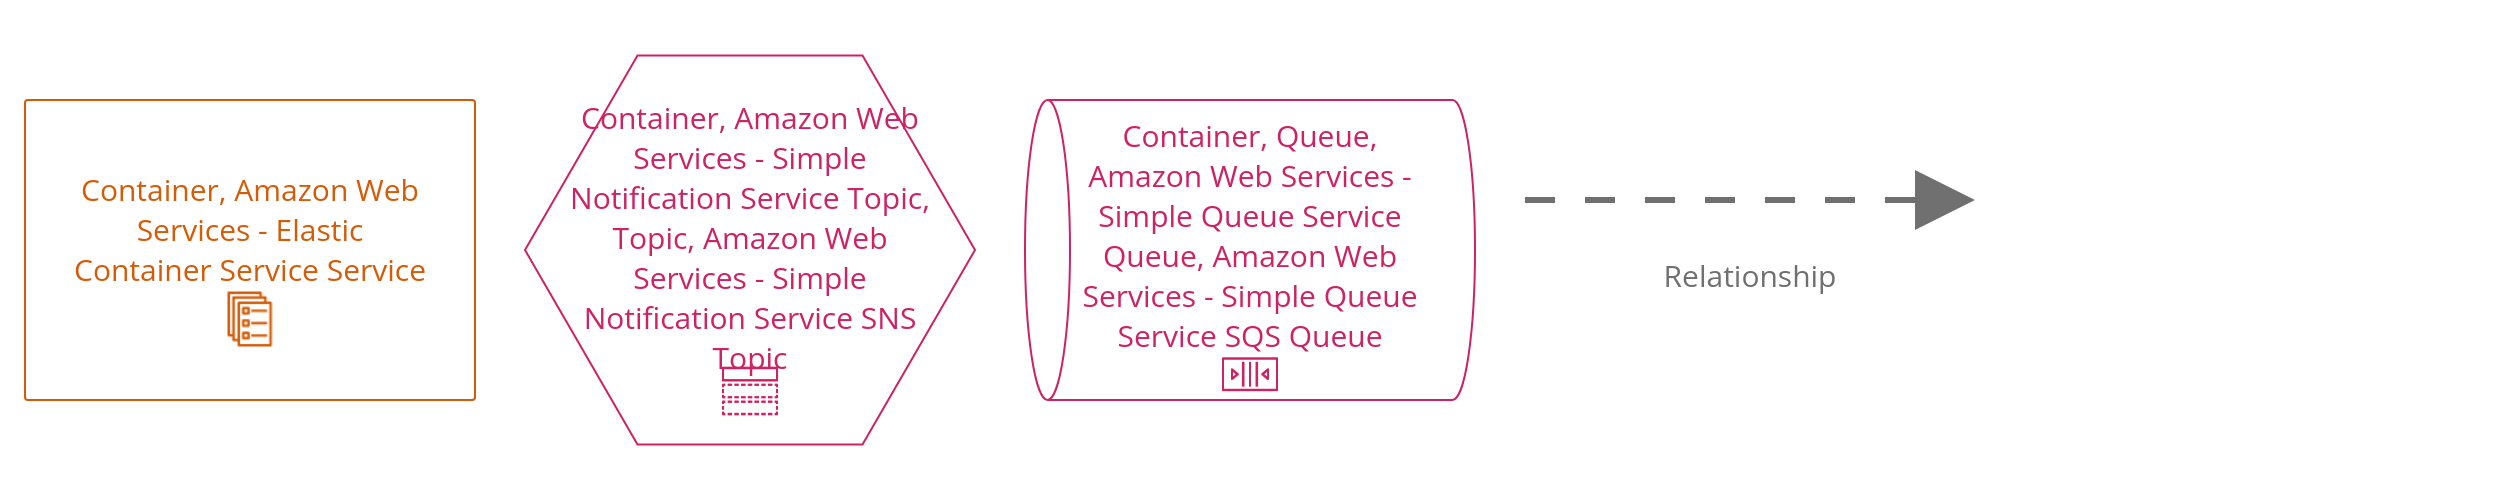 Container, Amazon Web
Services - Elastic
Container Service Service
Container, Amazon Web
Services - Simple
Notification Service Topic,
Topic, Amazon Web
Services - Simple
Notification Service SNS
Topic
Container, Queue,
Amazon Web Services -
Simple Queue Service
Queue, Amazon Web
Services - Simple Queue
Service SQS Queue
Relationship